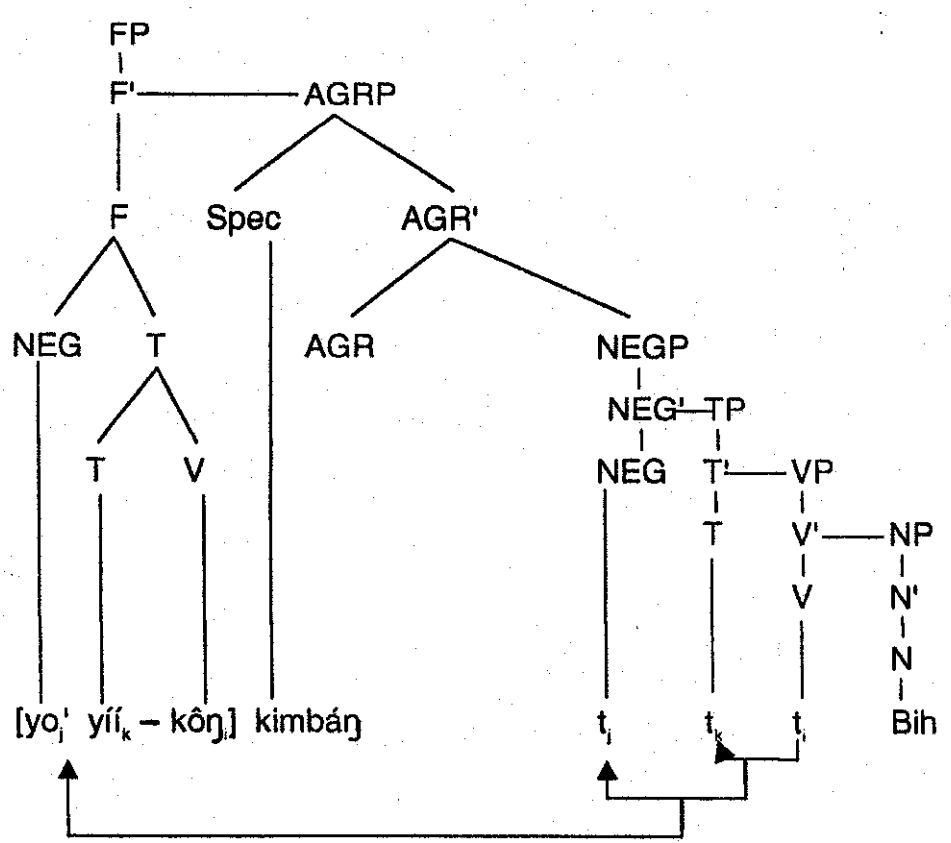 FP
F' AGRP
F Spec AGR'
NEG T AGR NEGP
NEG' TP
T V NEG T' VP
T V' NP
V N'
N
[yoⱼ' yííₖ – kôŋᵢ] kimbáŋ tⱼ tₖ tᵢ Bih